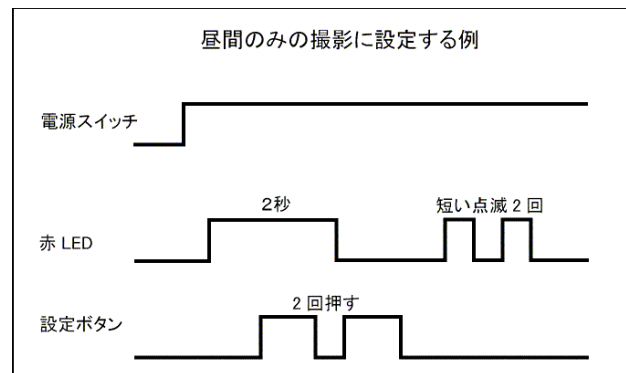 昼間のみの撮影に設定する例
電源スイッチ
2秒
短い点滅2回
赤 LED
2回押す
設定ボタン